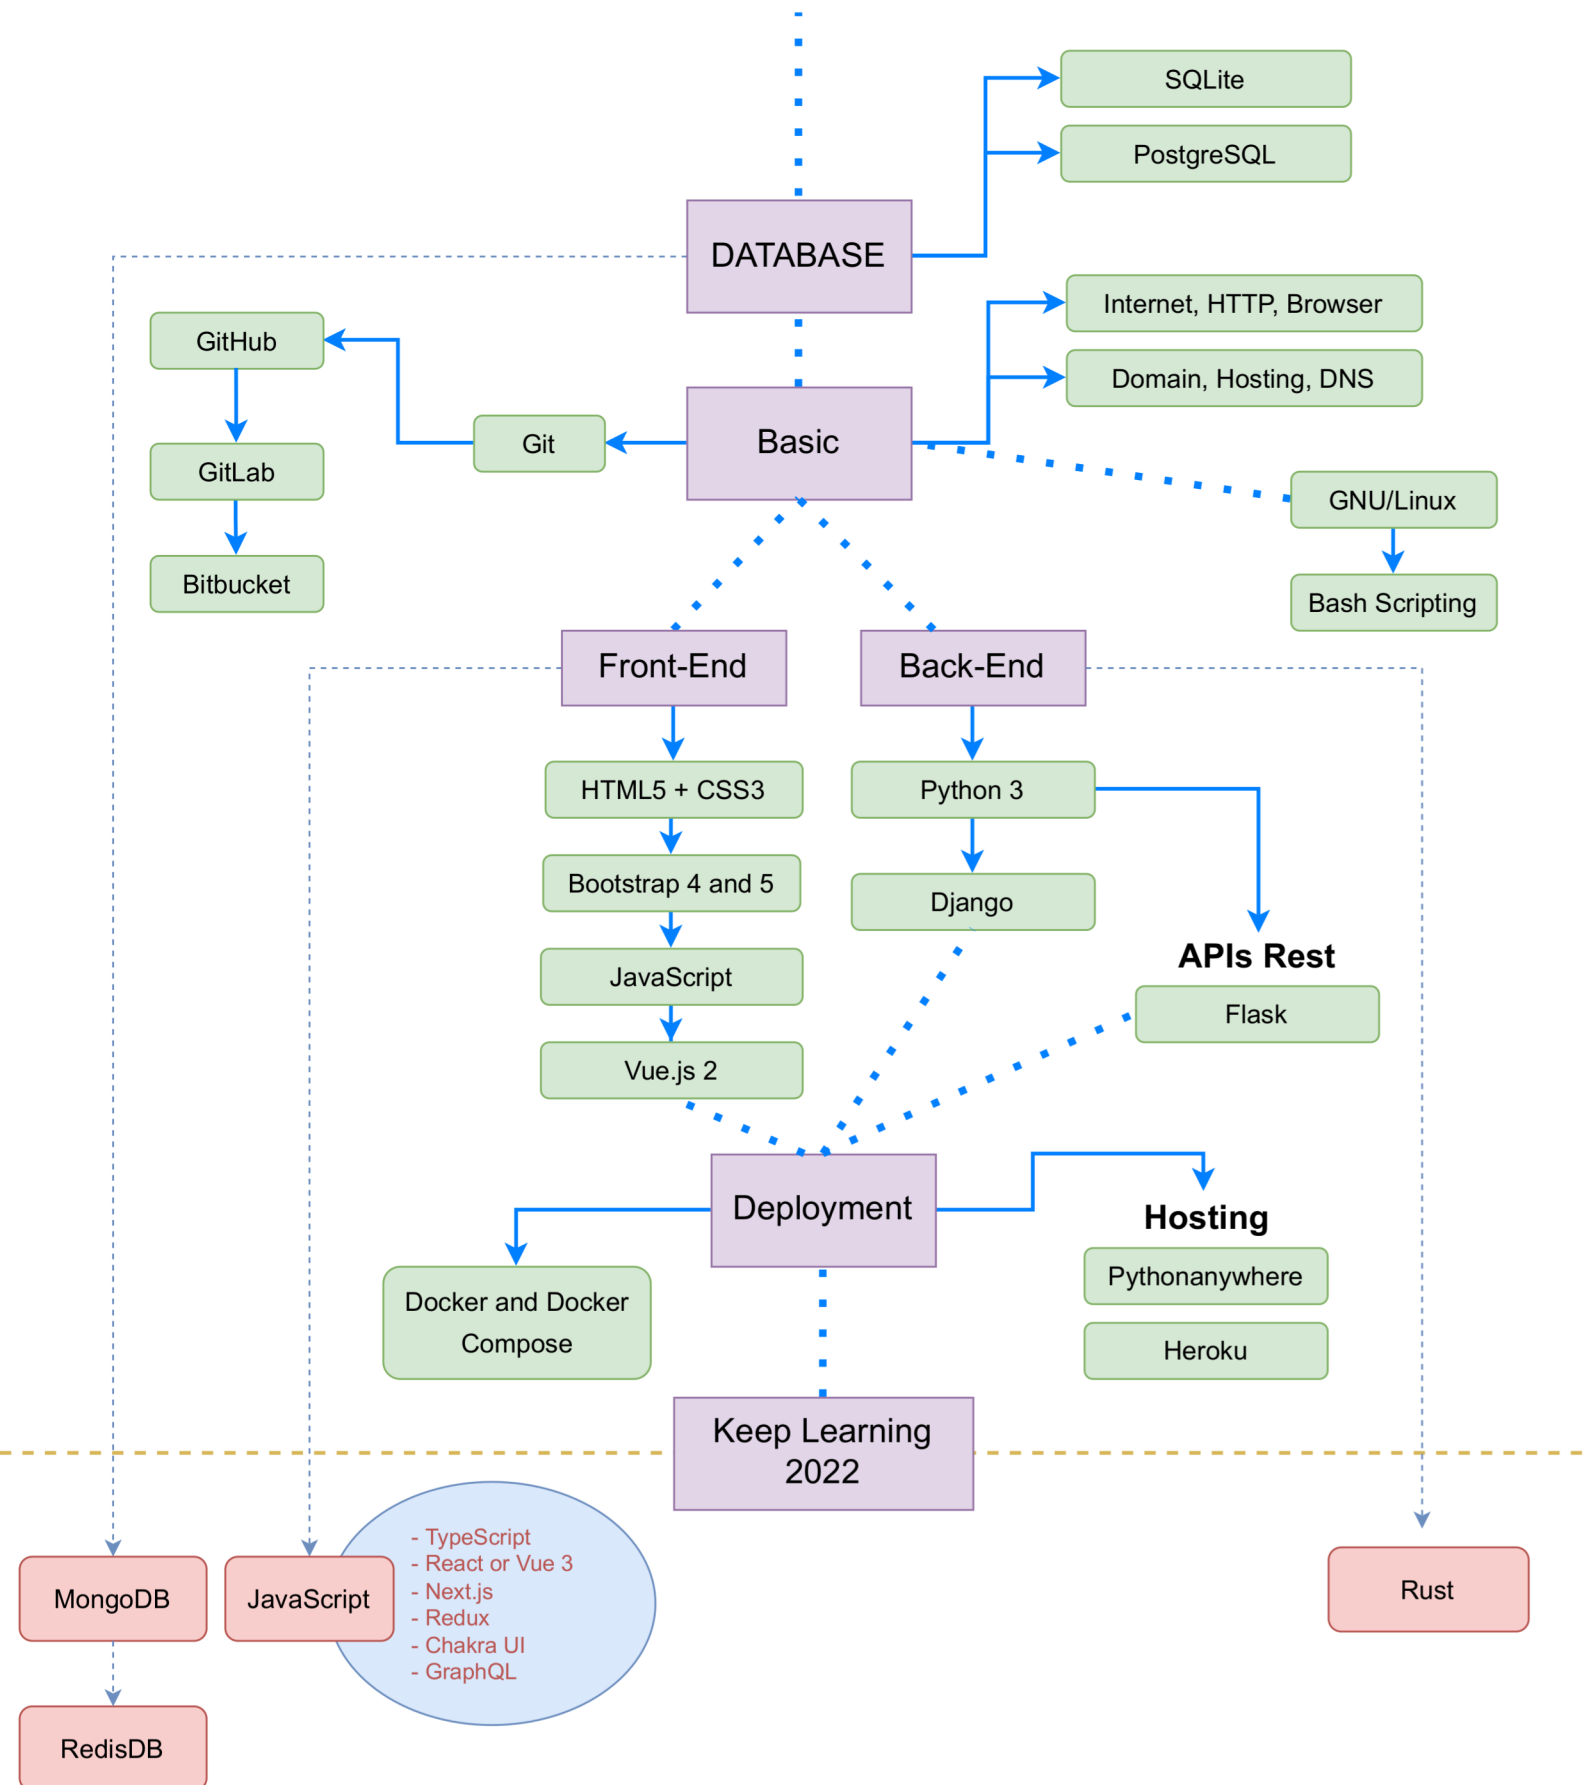 SQLite
PostgreSQL
DATABASE
Internet, HTTP, Browser
GitHub
Domain, Hosting, DNS
Git
Basic
GitLab
GNU/Linux
Bitbucket
Bash Scripting
Front-End
Back-End
HTML5 + CSS3
Python 3
Bootstrap 4 and 5
Django
APIs Rest
JavaScript
Flask
Vue.js 2
Deployment
Hosting
Pythonanywhere
Docker and Docker
Compose
Heroku
Keep Learning
2022
- TypeScript
- React or Vue 3
- Next.js
- Redux
- Chakra UI
- GraphQL
MongoDB
JavaScript
Rust
RedisDB